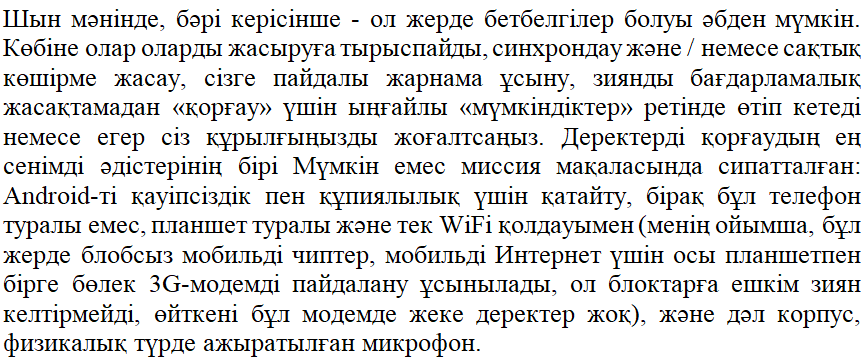 Шын мәнінде, бәрі керісінше - ол жерде бетбелгілер болуы әбден мүмкін.
Көбіне олар оларды жасыруға тырыспайды, синхрондау және / немесе сақтық
көшірме жасау, сізге пайдалы жарнама ұсыну, зиянды бағдарламалық
жасақтамадан «қорғау» үшін ыңғайлы «мүмкіндіктер» ретінде өтіп кетеді
немесе егер сіз құрылғыңызды жоғалтсаңыз. Деректерді қорғаудың ең
сенімді әдістерінің бірі Мүмкін емес миссия мақаласында сипатталған:
Android-ті қауіпсіздік пен құпиялылық үшін қатайту, бірақ бұл телефон
туралы емес, планшет туралы және тек WiFi қолдауымен (менің ойымша, бұл
жерде блобсыз мобильді чиптер, мобильді Интернет үшін осы планшетпен
бірге бөлек 3G-модемді пайдалану ұсынылады, ол блоктарға ешкім зиян
келтірмейді, өйткені бұл модемде жеке деректер жоқ), және дәл корпус,
физикалық түрде ажыратылған микрофон.